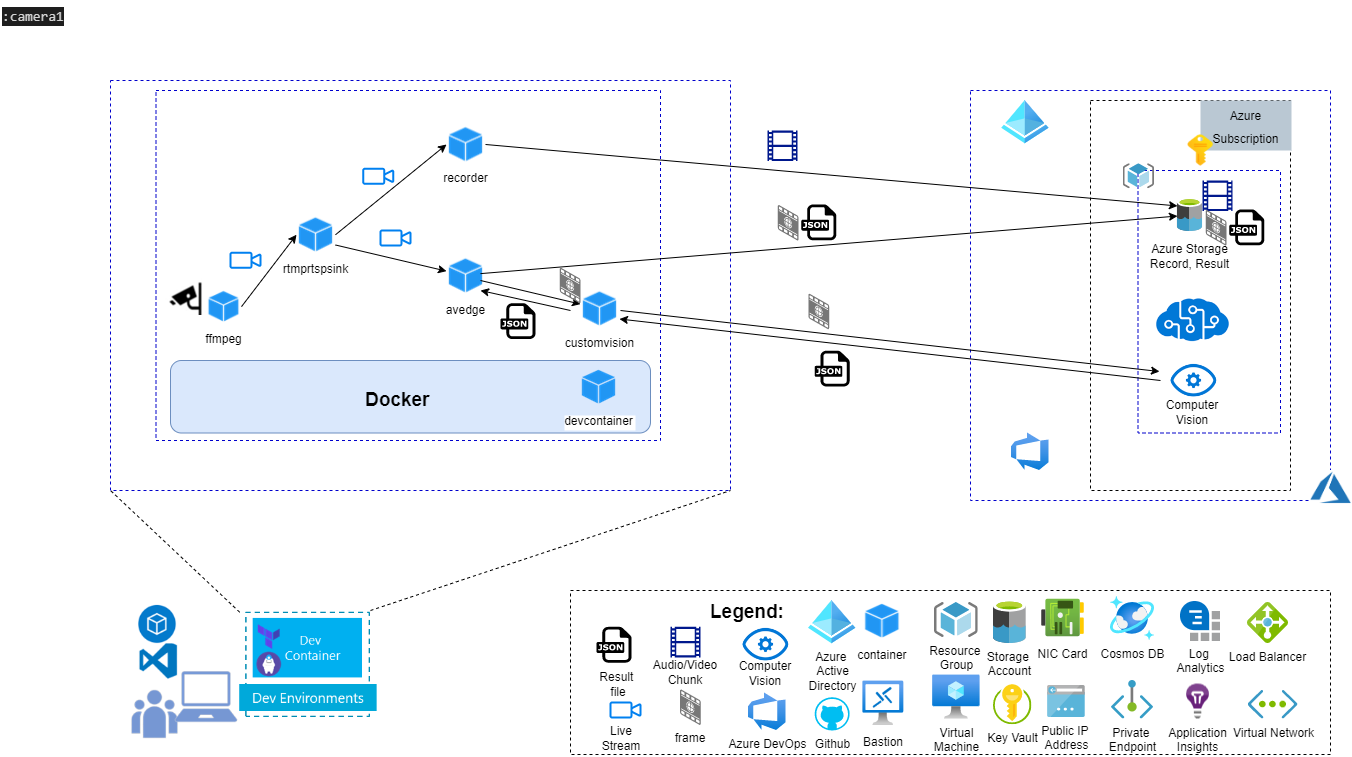 :camera1
Azure
Subscription
recorder
rtmprtspsink
JSON
JSON
Azure Storage
Record, Result
avedge
ffmpeg
JSON
customvision
JSON
Computer
Vision
Docker
devcontainer
Dev
Container
Dev Environments
Legend:
JSON
Result
file
Audio/Video
Chunk
Computer
Vision
Azure
Active
Directory
container
Resource
Group
Storage
Account
NIC Card
Cosmos DB
Log
Analytics
Load Balancer
Live
Stream
frame
Azure DevOps
Github
Bastion
Virtual
Machine
Key Vault
Public IP
Address
Private
Endpoint
Application
Insights
Virtual Network